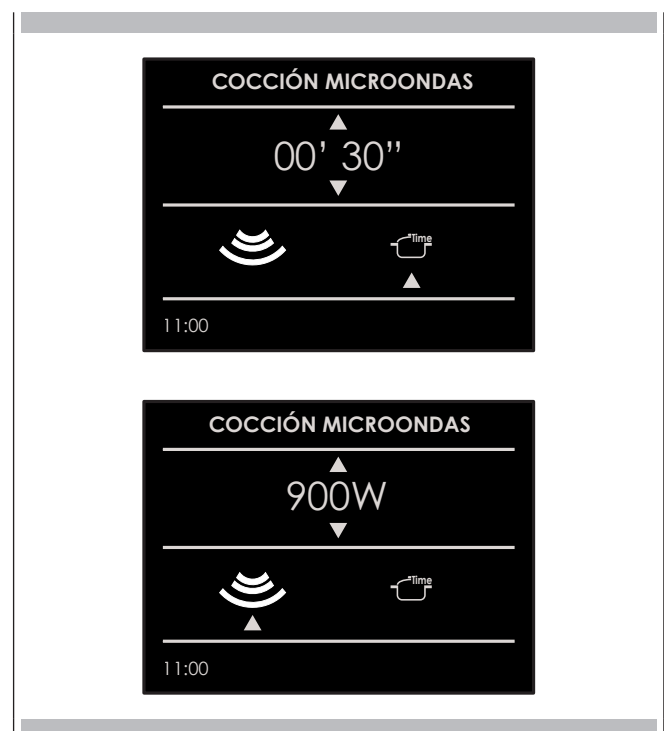 COCCIÓN MICROONDAS
00’ 30’’
Time
11:00
COCCIÓN MICROONDAS
900W
Time
11:00